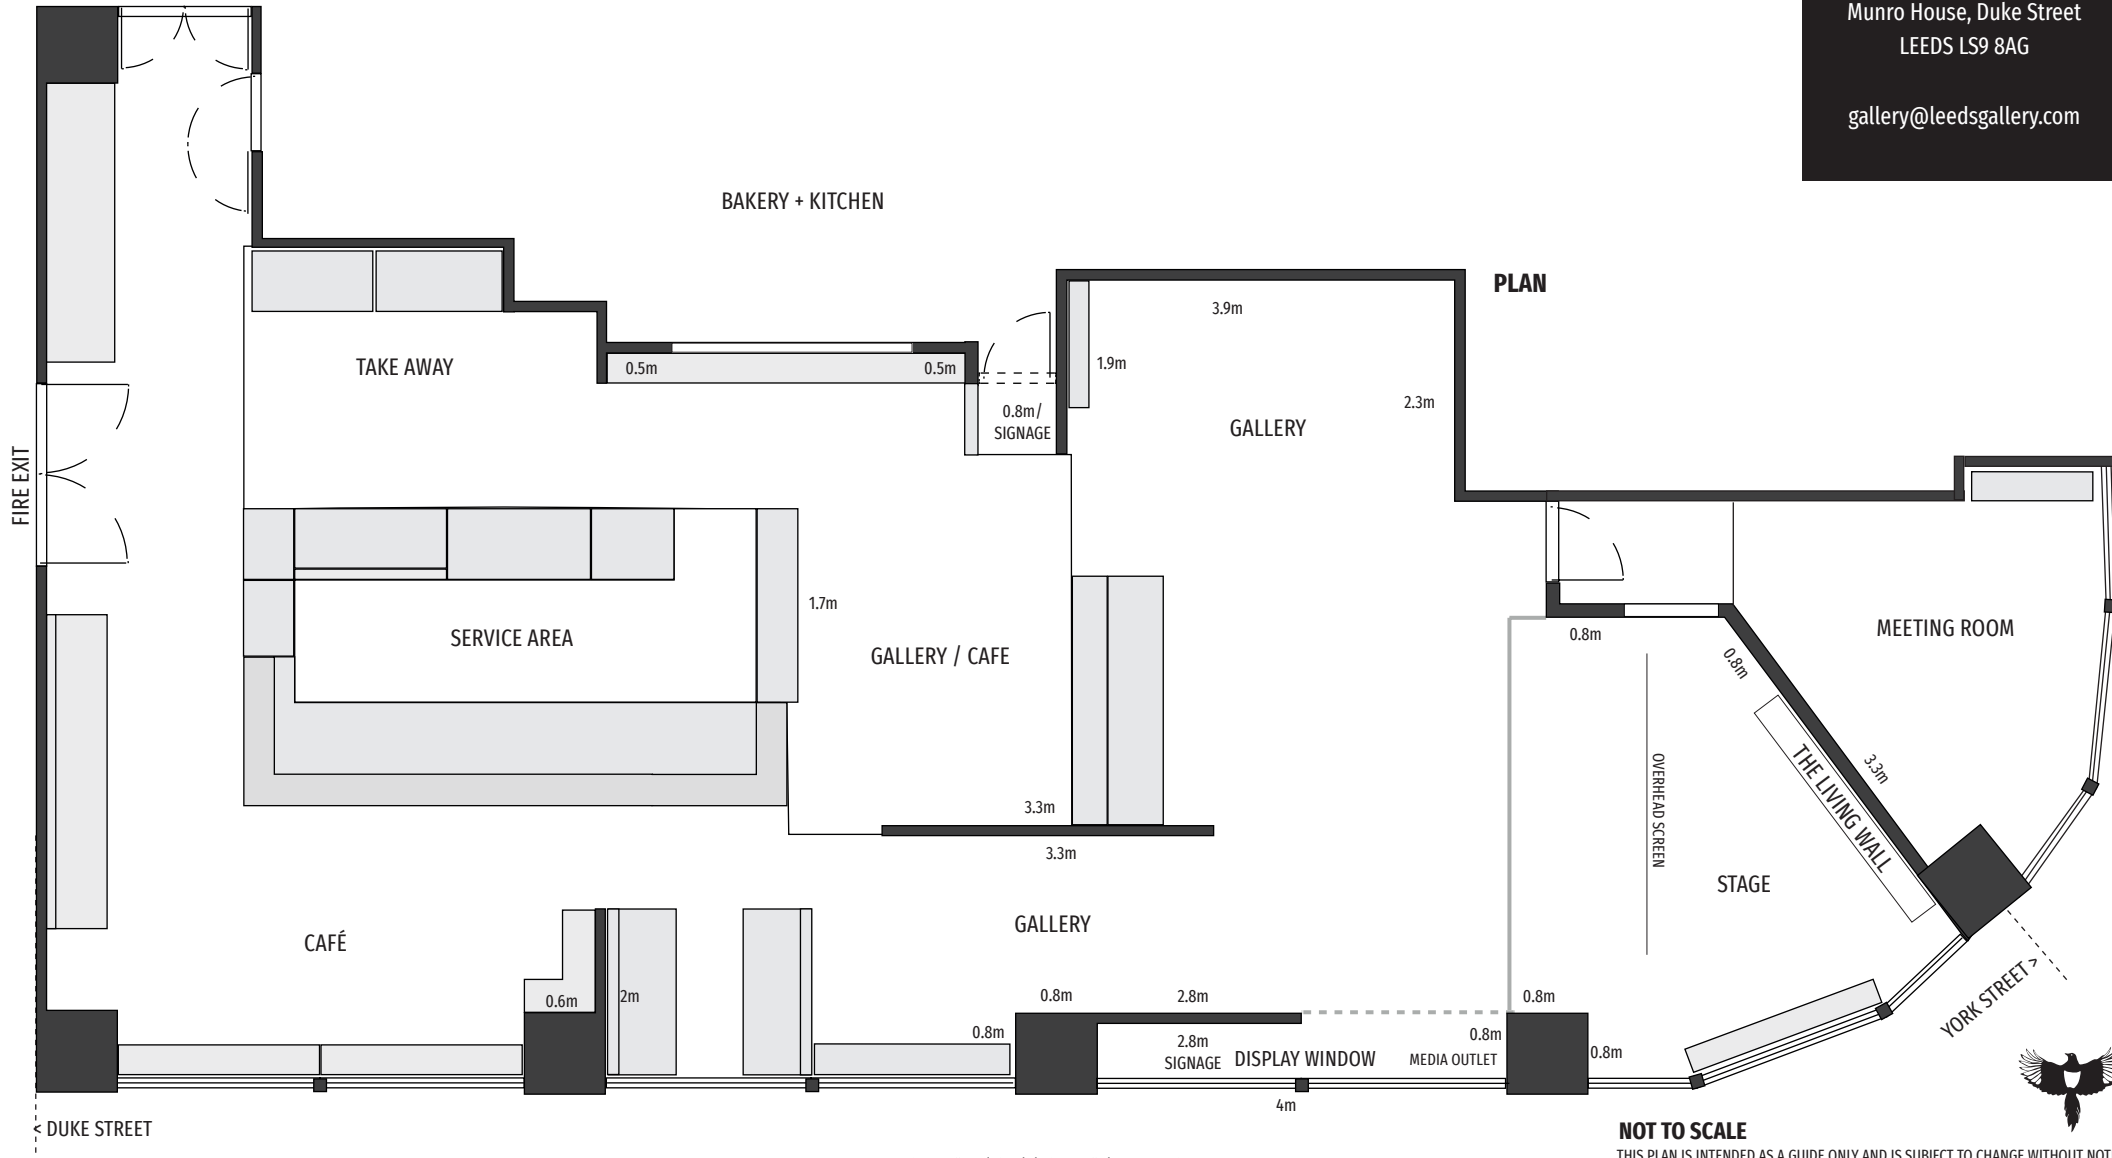 Munro House, Duke Street
LEEDS LS9 8AG
gallery@leedsgallery.com
BAKERY + KITCHEN
PLAN
3.9m
TAKE AWAY
0.5m
0.5m
1.9m
2.3m
0.8m/
SIGNAGE
GALLERY
FIRE EXIT
1.7m
SERVICE AREA
GALLERY / CAFE
0.8m
MEETING ROOM
0.8m
OVERHEAD SCREEN
THE LIVING WALL
3.3m
3.3m
3.3m
STAGE
GALLERY
CAFÉ
0.6m
2m
0.8m
0.8m
2.8m
0.8m
YORK STREET >
0.8m
2.8m
SIGNAGE
DISPLAY WINDOW
0.8m
MEDIA OUTLET
0.8m
4m
< DUKE STREET
NOT TO SCALE
THIS PLAN IS INTENDED AS A GUIDE ONLY AND IS SUBJECT TO CHANGE WITHOUT